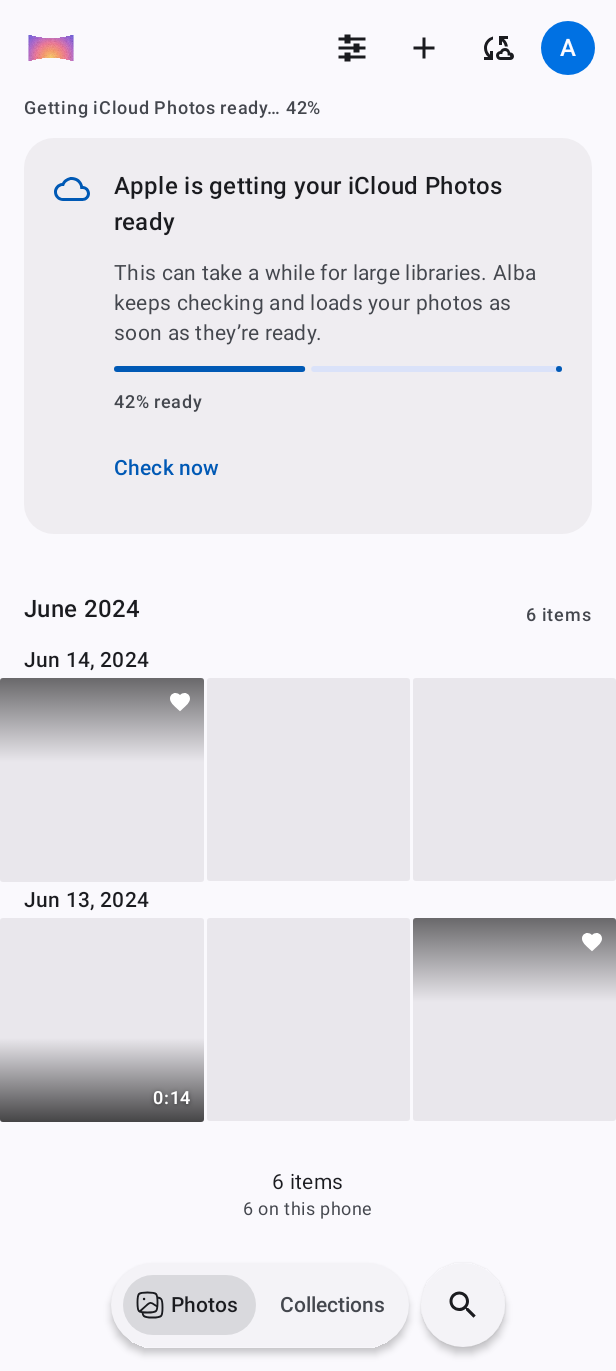 A
Getting iCloud Photos ready… 42%
Apple is getting your iCloud Photos
ready
This can take a while for large libraries. Alba
keeps checking and loads your photos as
soon as they’re ready.
42% ready
Check now
June 2024
6 items
Jun 14, 2024
Jun 13, 2024
0:14
6 items
6 on this phone
Photos
Collections